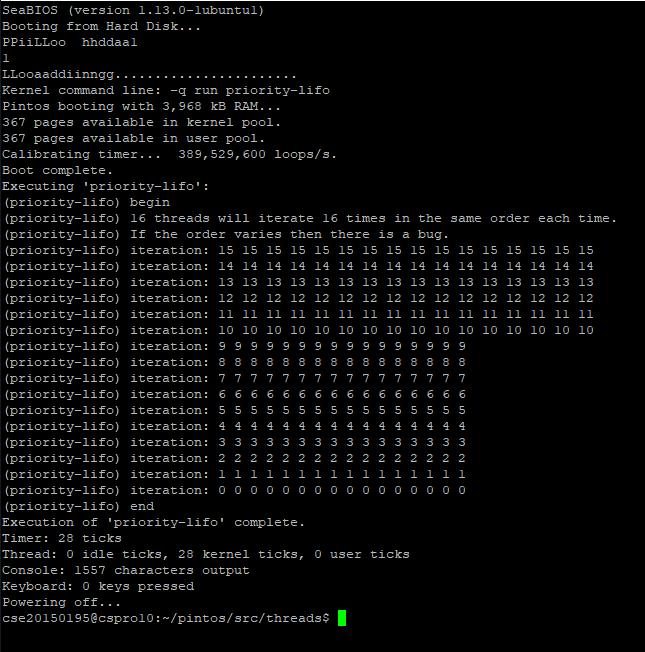 SeaBIOS (version 1.13.0-1ubuntu1)
Booting from Hard Disk...
PPiiLLoo  hhddaa1
1
LLooaaddiinngg.......................
Kernel command line: -q run priority-lifo
Pintos booting with 3,968 kB RAM...
367 pages available in kernel pool.
367 pages available in user pool.
Calibrating timer...  389,529,600 loops/s.
Boot complete.
Executing 'priority-lifo':
(priority-lifo) begin
(priority-lifo) 16 threads will iterate 16 times in the same order each time.
(priority-lifo) If the order varies then there is a bug.
(priority-lifo) iteration: 15 15 15 15 15 15 15 15 15 15 15 15 15 15 15 15
(priority-lifo) iteration: 14 14 14 14 14 14 14 14 14 14 14 14 14 14 14 14
(priority-lifo) iteration: 13 13 13 13 13 13 13 13 13 13 13 13 13 13 13 13
(priority-lifo) iteration: 12 12 12 12 12 12 12 12 12 12 12 12 12 12 12 12
(priority-lifo) iteration: 11 11 11 11 11 11 11 11 11 11 11 11 11 11 11 11
(priority-lifo) iteration: 10 10 10 10 10 10 10 10 10 10 10 10 10 10 10 10
(priority-lifo) iteration: 9 9 9 9 9 9 9 9 9 9 9 9 9 9 9 9
(priority-lifo) iteration: 8 8 8 8 8 8 8 8 8 8 8 8 8 8 8 8
(priority-lifo) iteration: 7 7 7 7 7 7 7 7 7 7 7 7 7 7 7 7
(priority-lifo) iteration: 6 6 6 6 6 6 6 6 6 6 6 6 6 6 6 6
(priority-lifo) iteration: 5 5 5 5 5 5 5 5 5 5 5 5 5 5 5 5
(priority-lifo) iteration: 4 4 4 4 4 4 4 4 4 4 4 4 4 4 4 4
(priority-lifo) iteration: 3 3 3 3 3 3 3 3 3 3 3 3 3 3 3 3
(priority-lifo) iteration: 2 2 2 2 2 2 2 2 2 2 2 2 2 2 2 2
(priority-lifo) iteration: 1 1 1 1 1 1 1 1 1 1 1 1 1 1 1 1
(priority-lifo) iteration: 0 0 0 0 0 0 0 0 0 0 0 0 0 0 0 0
(priority-lifo) end
Execution of 'priority-lifo' complete.
Timer: 28 ticks
Thread: 0 idle ticks, 28 kernel ticks, 0 user ticks
Console: 1557 characters output
Keyboard: 0 keys pressed
Powering off...
cse20150195@cspro10:~/pintos/src/threads$